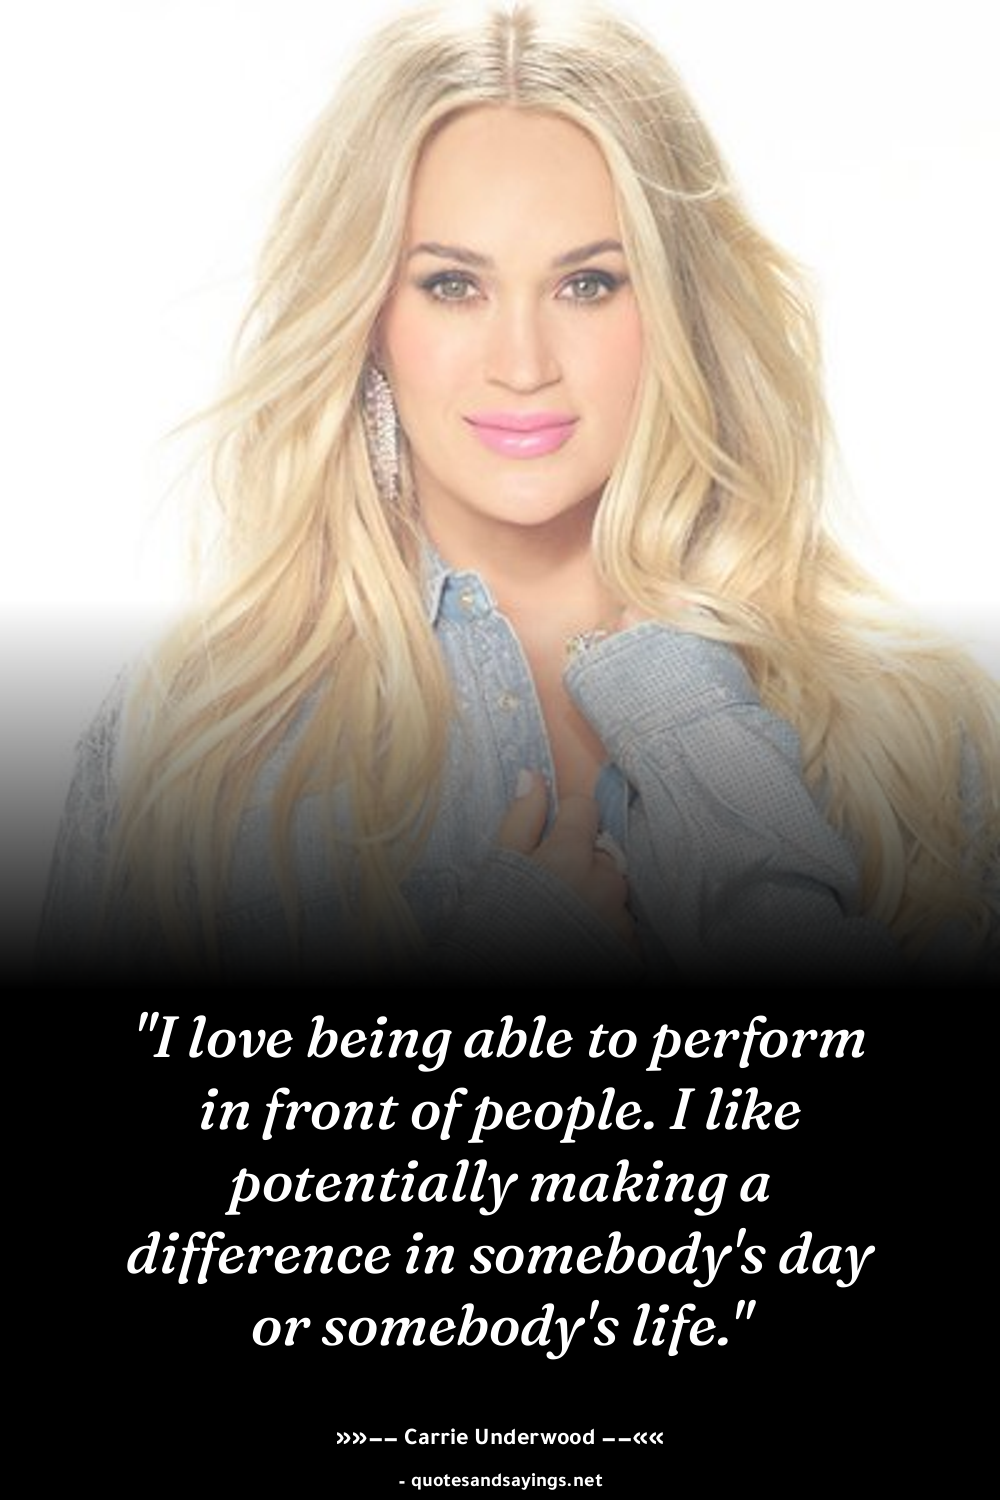 "I love being able to perform
in front of people. I like
potentially making a
difference in somebody's day
or somebody's life."
»»–– Carrie Underwood ––««
- quotesandsayings.net